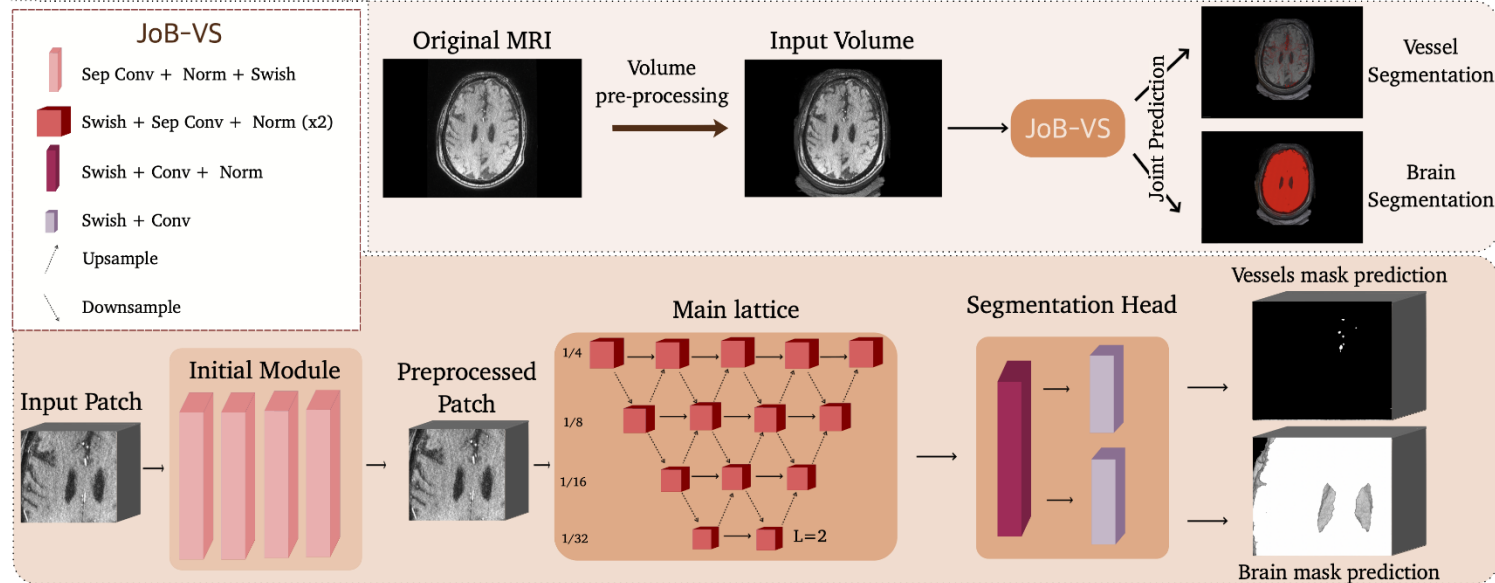 JoB-VS
Sep Conv + Norm + Swish
Swish + Sep Conv + Norm (x2)
Swish + Conv + Norm
Swish + Conv
Upsample
Downsample
Original MRI
Volume
pre-processing
Input Volume
JoB-VS
Joint Prediction
Vessel
Segmentation
Brain
Segmentation
Input Patch
Initial Module
Preprocessed
Patch
Main lattice
1/4
1/8
1/16
1/32
L=2
Segmentation Head
Vessels mask prediction
Brain mask prediction